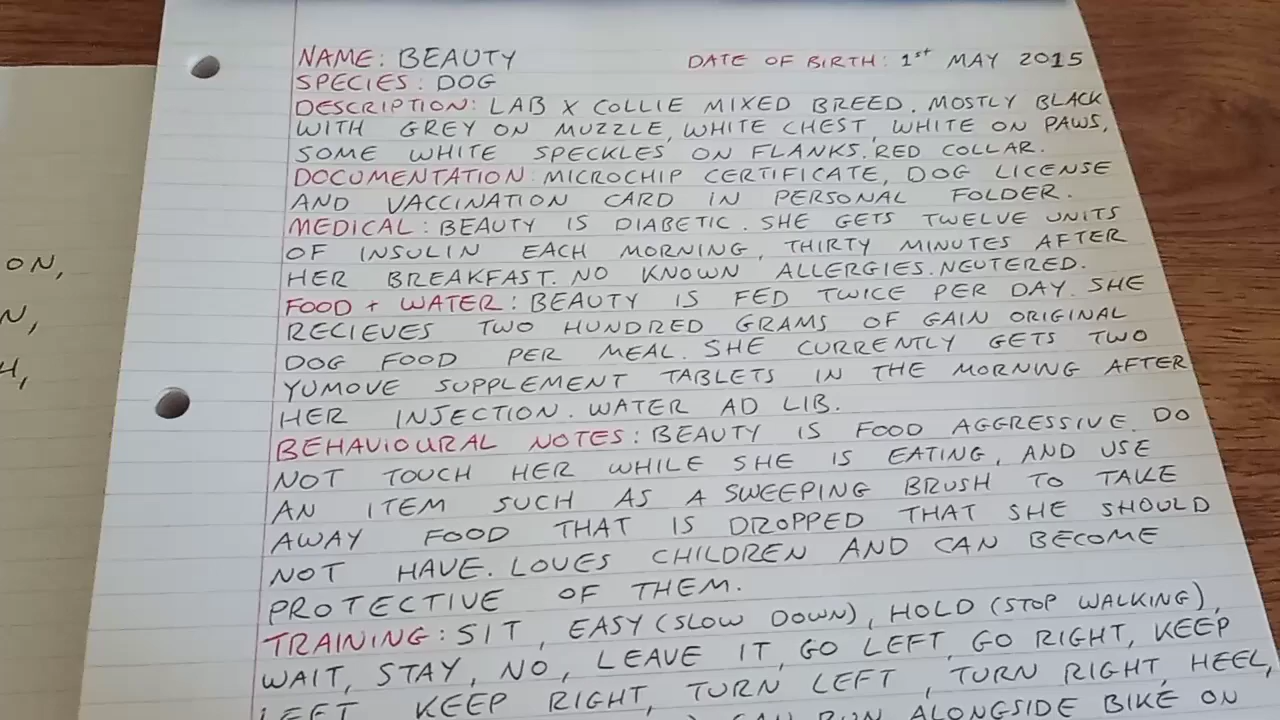 NAME: BEAUTY DATE OF BIRTH: 1st MAY 2015
SPECIES: DOG
DESCRIPTION: LAB X COLLIE MIXED BREED. MOSTLY BLACK
WITH GREY ON MUZZLE, WHITE CHEST, WHITE ON PAWS,
SOME WHITE SPECKLES ON FLANKS. RED COLLAR.
DOCUMENTATION: MICROCHIP CERTIFICATE, DOG LICENSE
AND VACCINATION CARD IN PERSONAL FOLDER.
MEDICAL: BEAUTY IS DIABETIC. SHE GETS TWELVE UNITS
OF INSULIN EACH MORNING, THIRTY MINUTES AFTER
HER BREAKFAST. NO KNOWN ALLERGIES. NEUTERED.
FOOD + WATER: BEAUTY IS FED TWICE PER DAY. SHE
RECIEVES TWO HUNDRED GRAMS OF GAIN ORIGINAL
DOG FOOD PER MEAL. SHE CURRENTLY GETS TWO
YUMOVE SUPPLEMENT TABLETS IN THE MORNING AFTER
HER INJECTION. WATER AD LIB.
BEHAVIOURAL NOTES: BEAUTY IS FOOD AGGRESSIVE. DO
NOT TOUCH HER WHILE SHE IS EATING, AND USE
AN ITEM SUCH AS A SWEEPING BRUSH TO TAKE
AWAY FOOD THAT IS DROPPED THAT SHE SHOULD
NOT HAVE. LOVES CHILDREN AND CAN BECOME
PROTECTIVE OF THEM.
TRAINING: SIT, EASY (SLOW DOWN), HOLD (STOP WALKING),
WAIT, STAY, NO, LEAVE IT, GO LEFT, GO RIGHT, KEEP
LEFT, KEEP RIGHT, TURN LEFT, TURN RIGHT, HEEL,
CAN RUN ALONGSIDE BIKE ON
ON,
N,
H,